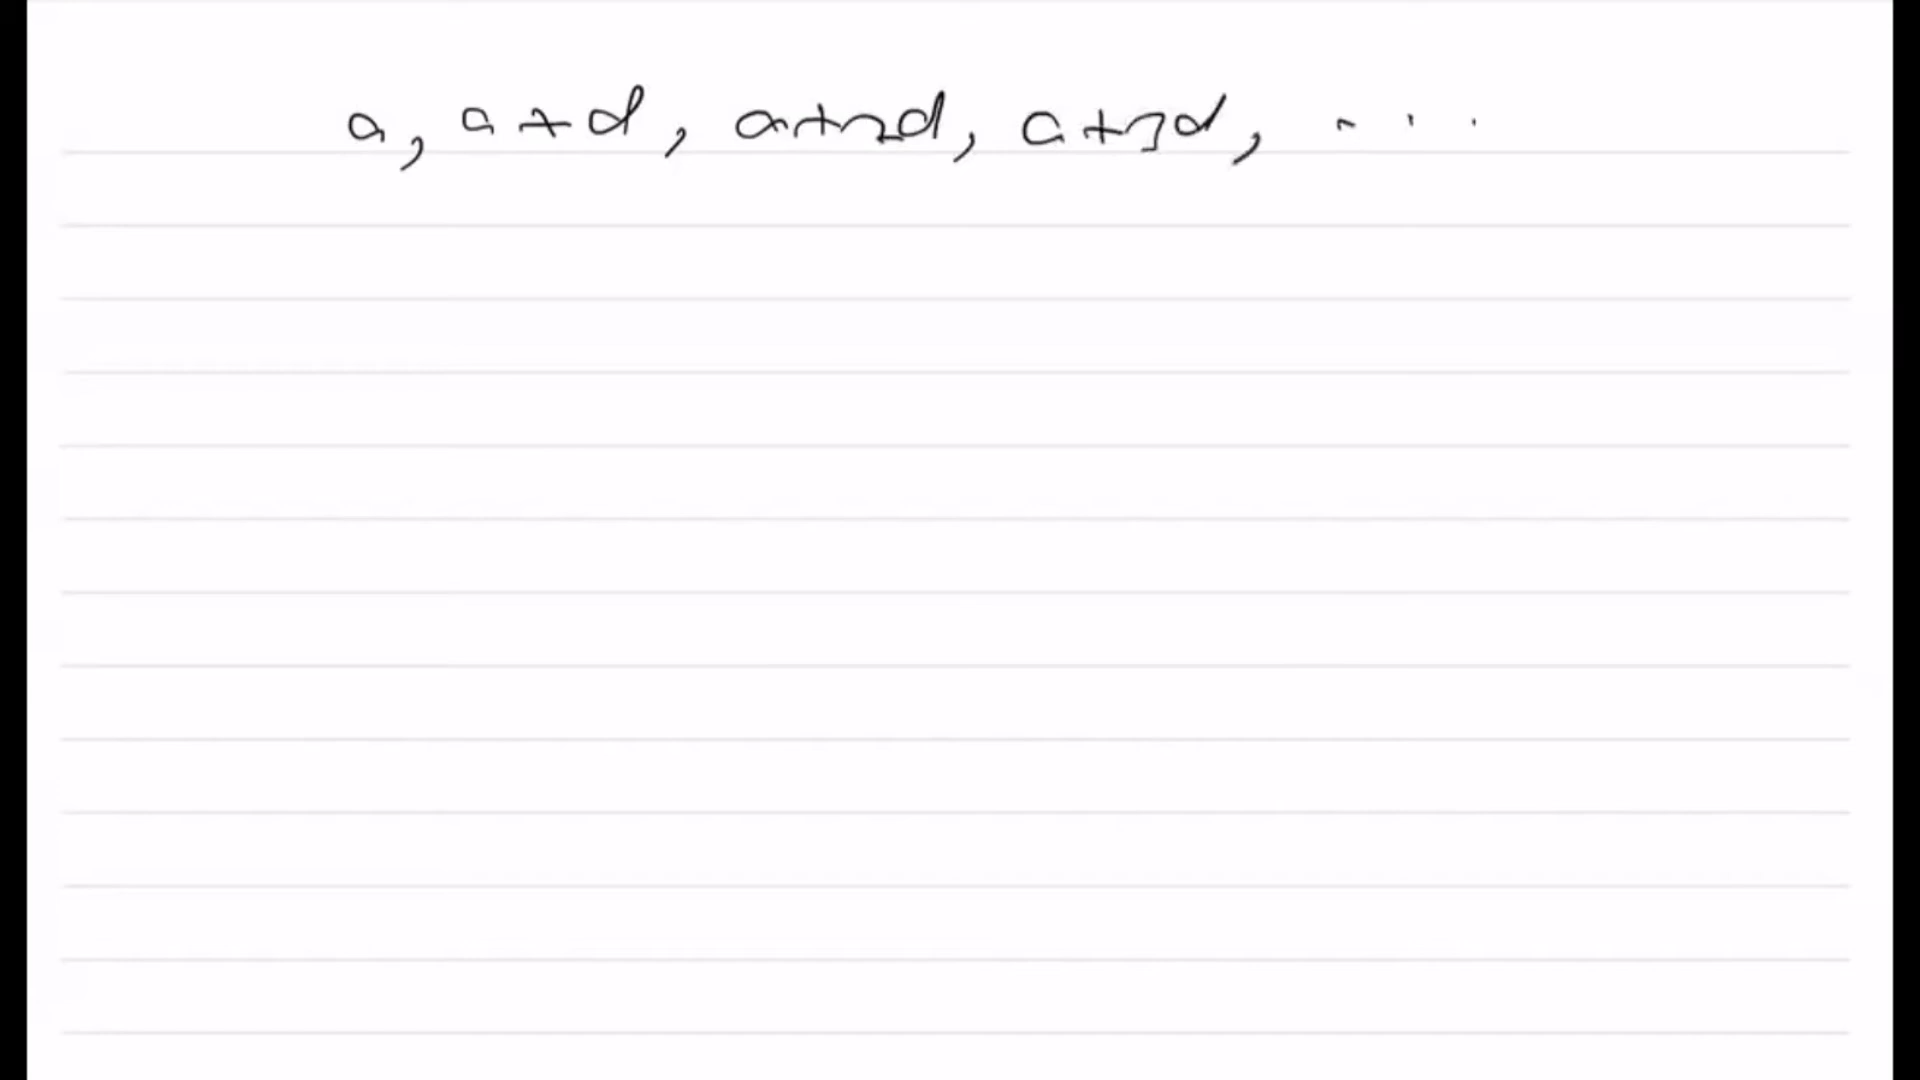 a, a+d, a+2d, a+3d, ...